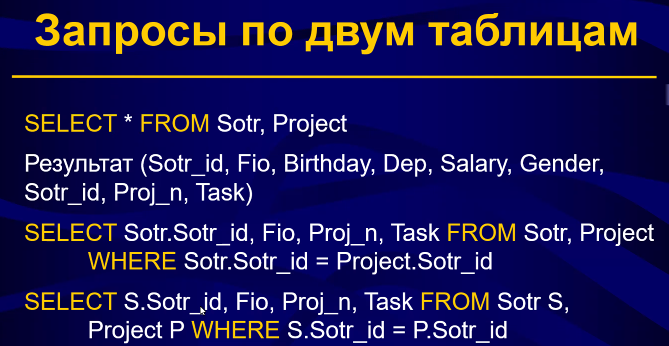 Запросы по двум таблицам
SELECT * FROM Sotr, Project
Результат (Sotr_id, Fio, Birthday, Dep, Salary, Gender,
Sotr_id, Proj_n, Task)
SELECT Sotr.Sotr_id, Fio, Proj_n, Task FROM Sotr, Project
WHERE Sotr.Sotr_id = Project.Sotr_id
SELECT S.Sotr_id, Fio, Proj_n, Task FROM Sotr S,
Project P WHERE S.Sotr_id = P.Sotr_id